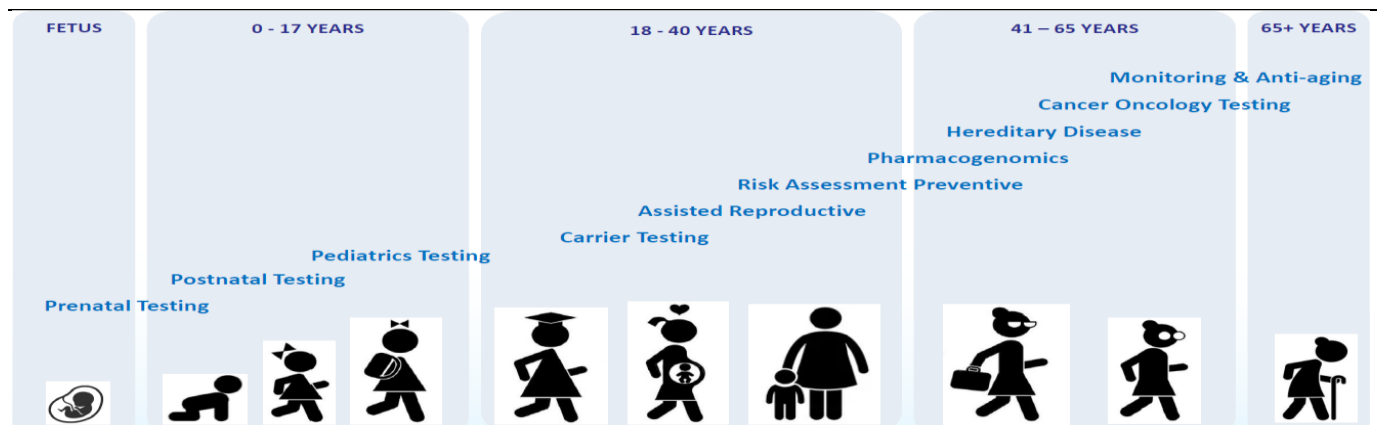 FETUS
0 - 17 YEARS
18 - 40 YEARS
41 – 65 YEARS
65+ YEARS
Monitoring & Anti-aging
Cancer Oncology Testing
Hereditary Disease
Pharmacogenomics
Risk Assessment Preventive
Assisted Reproductive
Carrier Testing
Pediatrics Testing
Postnatal Testing
Prenatal Testing